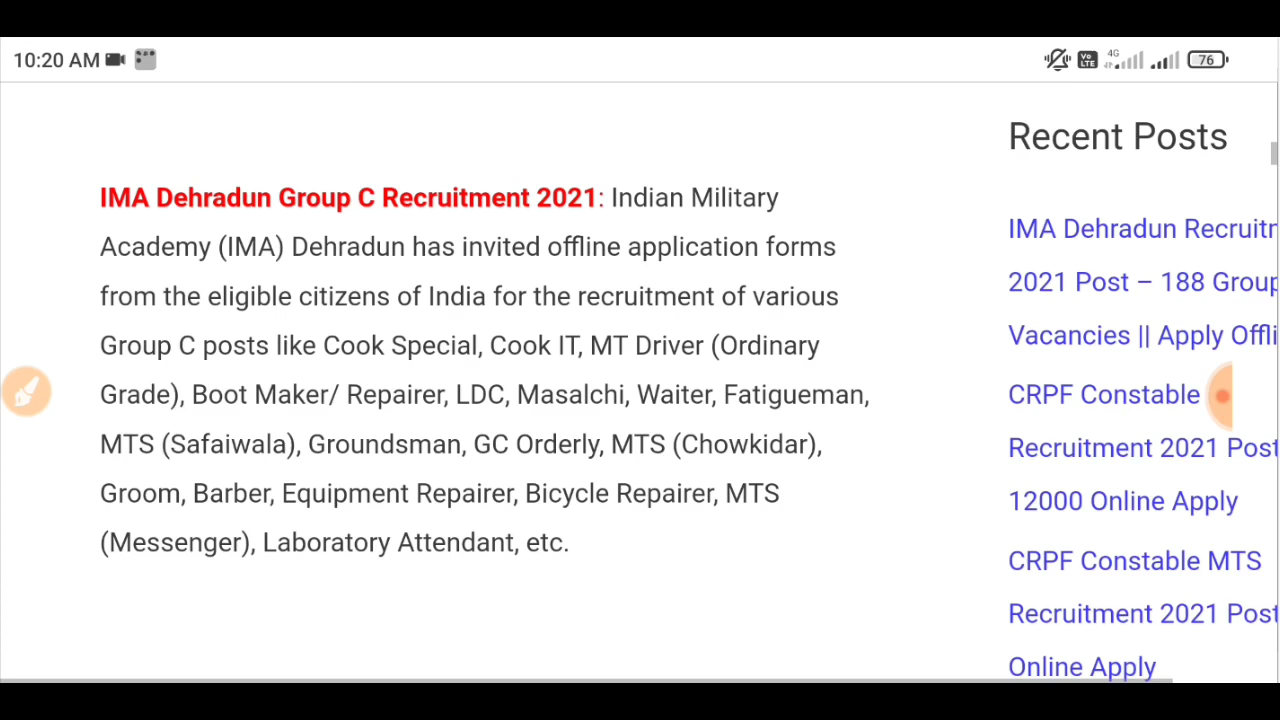 10:20 AM
4G
Vo
LTE
76
IMA Dehradun Group C Recruitment 2021: Indian Military
Academy (IMA) Dehradun has invited offline application forms
from the eligible citizens of India for the recruitment of various
Group C posts like Cook Special, Cook IT, MT Driver (Ordinary
Grade), Boot Maker/ Repairer, LDC, Masalchi, Waiter, Fatigueman,
MTS (Safaiwala), Groundsman, GC Orderly, MTS (Chowkidar),
Groom, Barber, Equipment Repairer, Bicycle Repairer, MTS
(Messenger), Laboratory Attendant, etc.
Recent Posts
IMA Dehradun Recruit
2021 Post – 188 Group
Vacancies || Apply Offli
CRPF Constable
Recruitment 2021 Post
12000 Online Apply
CRPF Constable MTS
Recruitment 2021 Post
Online Apply